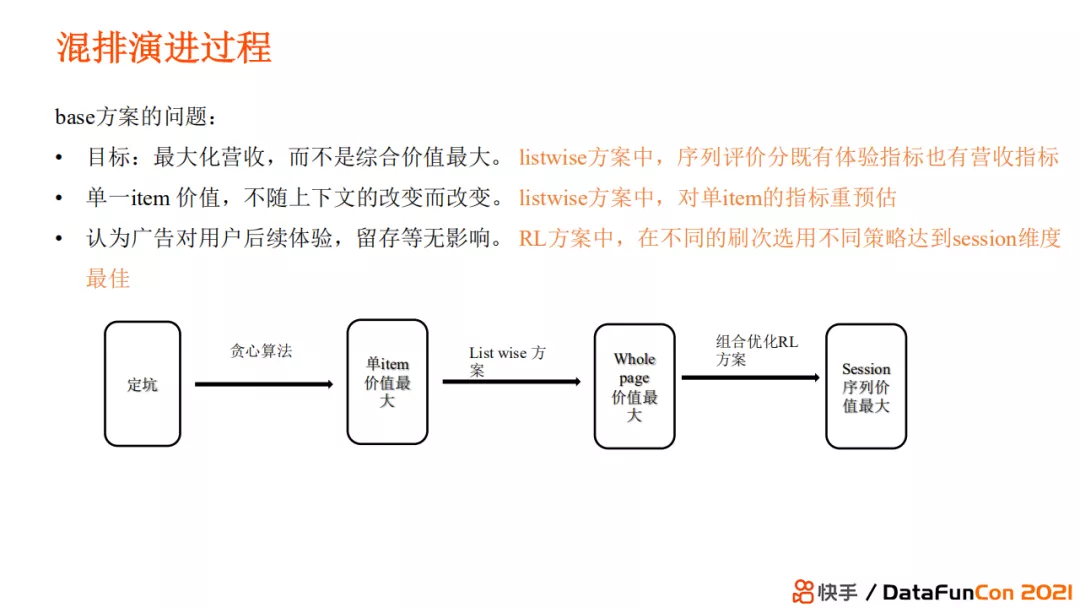 混排演进过程
base方案的问题：
• 目标：最大化营收，而不是综合价值最大。 listwise方案中，序列评价分既有体验指标也有营收指标
• 单一item 价值，不随上下文的改变而改变。 listwise方案中，对单item的指标重预估
• 认为广告对用户后续体验，留存等无影响。 RL方案中，在不同的刷次选用不同策略达到session维度
最佳
定坑
贪心算法
单item
价值最
大
List wise 方
案
Whole
page
价值最
大
组合优化RL
方案
Session
序列价
值最大
快手 / DataFunCon 2021